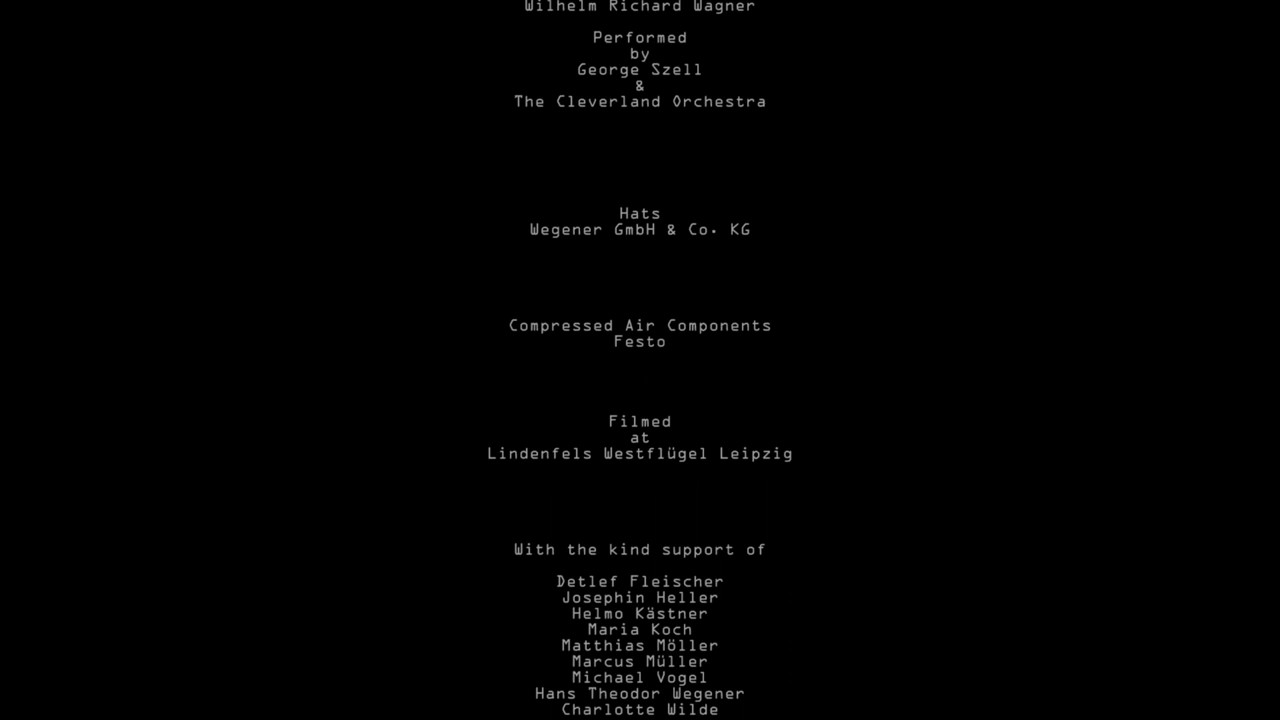 Wilhelm Richard Wagner
Performed
by
George Szell
&
The Cleverland Orchestra
Hats
Wegener GmbH & Co. KG
Compressed Air Components
Festo
Filmed
at
Lindenfels Westflügel Leipzig
With the kind support of
Detlef Fleischer
Josephin Heller
Helmo Kästner
Maria Koch
Matthias Möller
Marcus Müller
Michael Vogel
Hans Theodor Wegener
Charlotte Wilde